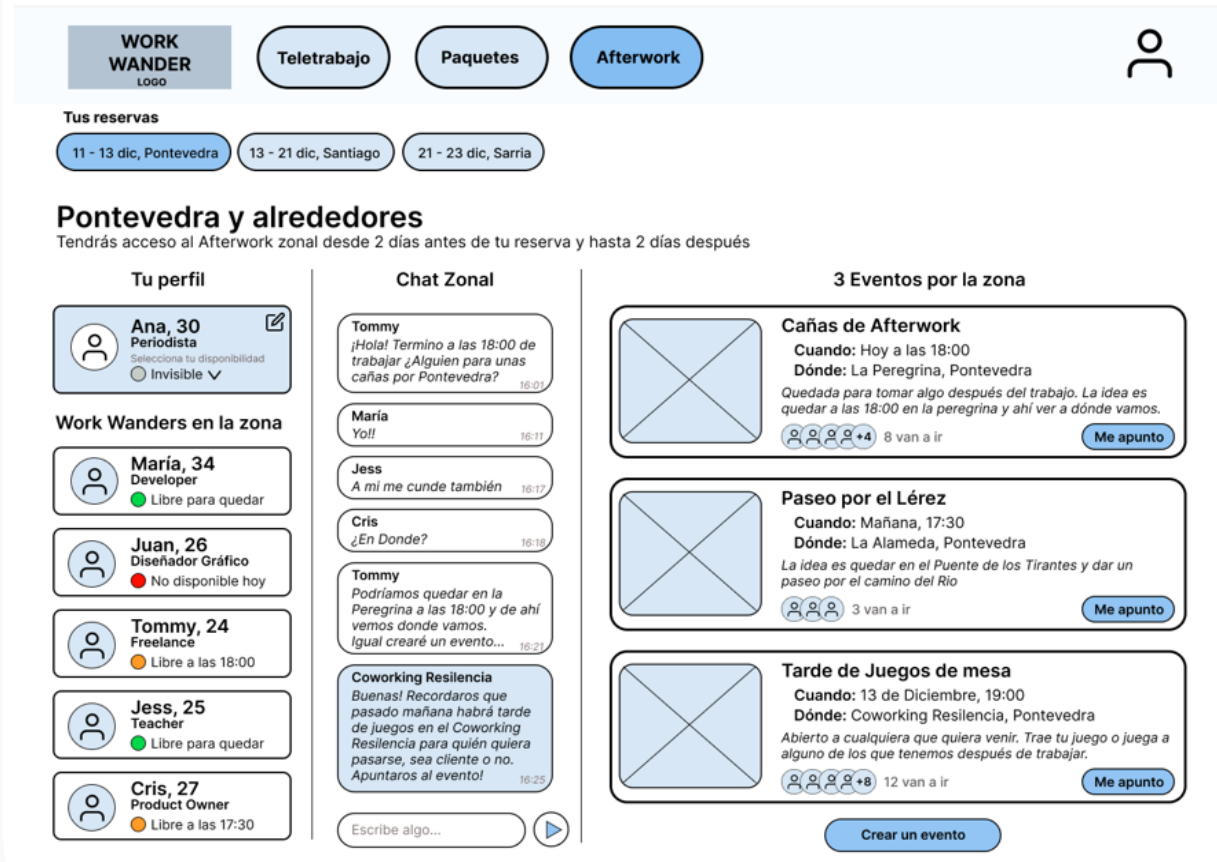 WORK
WANDER
LOGO
Teletrabajo
Paquetes
Afterwork
Tus reservas
11 - 13 dic, Pontevedra
13 - 21 dic, Santiago
21 - 23 dic, Sarria
Pontevedra y alrededores
Tendrás acceso al Afterwork zonal desde 2 días antes de tu reserva y hasta 2 días después
Tu perfil
Ana, 30
Periodista
Selecciona tu disponibilidad
Invisible
Work Wanders en la zona
María, 34
Developer
Libre para quedar
Juan, 26
Diseñador Gráfico
No disponible hoy
Tommy, 24
Freelance
Libre a las 18:00
Jess, 25
Teacher
Libre para quedar
Cris, 27
Product Owner
Libre a las 17:30
Chat Zonal
Tommy
¡Hola! Termino a las 18:00 de
trabajar ¿Alguien para unas
cañas por Pontevedra?
16:01
María
Yo!!
16:11
Jess
A mi me cunde también
16:17
Cris
¿En Donde?
16:18
Tommy
Podríamos quedar en la
Peregrina a las 18:00 y de ahí
vemos donde vamos.
Igual crearé un evento...
16:21
Coworking Resilencia
Buenas! Recordaros que
pasado mañana habrá tarde
de juegos en el Coworking
Resilencia para quién quiera
pasarse, sea cliente o no.
Apuntaros al evento!
16:25
Escribe algo...
3 Eventos por la zona
Cañas de Afterwork
Cuando: Hoy a las 18:00
Dónde: La Peregrina, Pontevedra
Quedada para tomar algo después del trabajo. La idea es
quedar a las 18:00 en la peregrina y ahí ver a dónde vamos.
+4
8 van a ir
Me apunto
Paseo por el Lérez
Cuando: Mañana, 17:30
Dónde: La Alameda, Pontevedra
La idea es quedar en el Puente de los Tirantes y dar un
paseo por el camino del Rio
3 van a ir
Me apunto
Tarde de Juegos de mesa
Cuando: 13 de Diciembre, 19:00
Dónde: Coworking Resilencia, Pontevedra
Abierto a cualquiera que quiera venir. Trae tu juego o juega a
alguno de los que tenemos después de trabajar.
+8
12 van a ir
Me apunto
Crear un evento